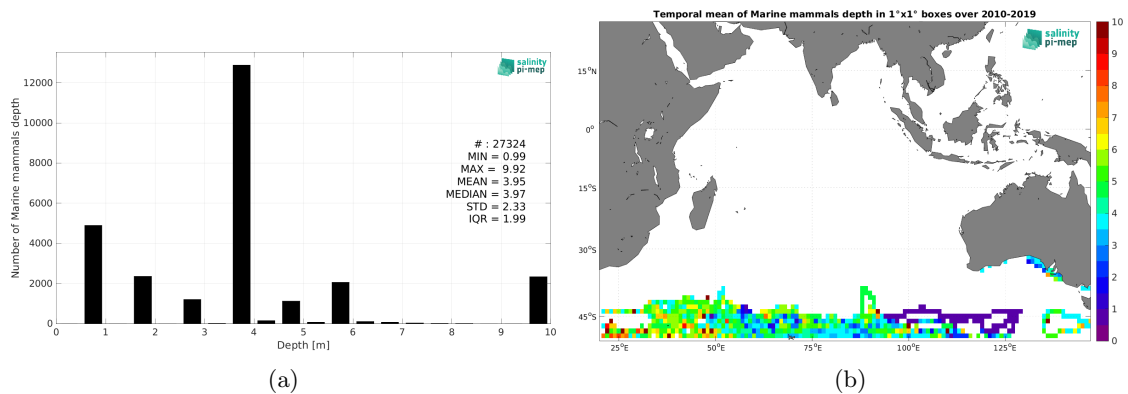 salinity
pi-mep
Number of Marine mammals depth
12000
10000
8000
6000
4000
2000
0
# : 27324
MIN = 0.99
MAX = 9.92
MEAN = 3.95
MEDIAN = 3.97
STD = 2.33
IQR = 1.99
0 1 2 3 4 5 6 7 8 9 10
Depth [m]
(a)
Temporal mean of Marine mammals depth in 1°x1° boxes over 2010-2019
salinity
pi-mep
15°N
0°
15°S
30°S
45°S
25°E 50°E 75°E 100°E 125°E
10
9
8
7
6
5
4
3
2
1
0
(b)